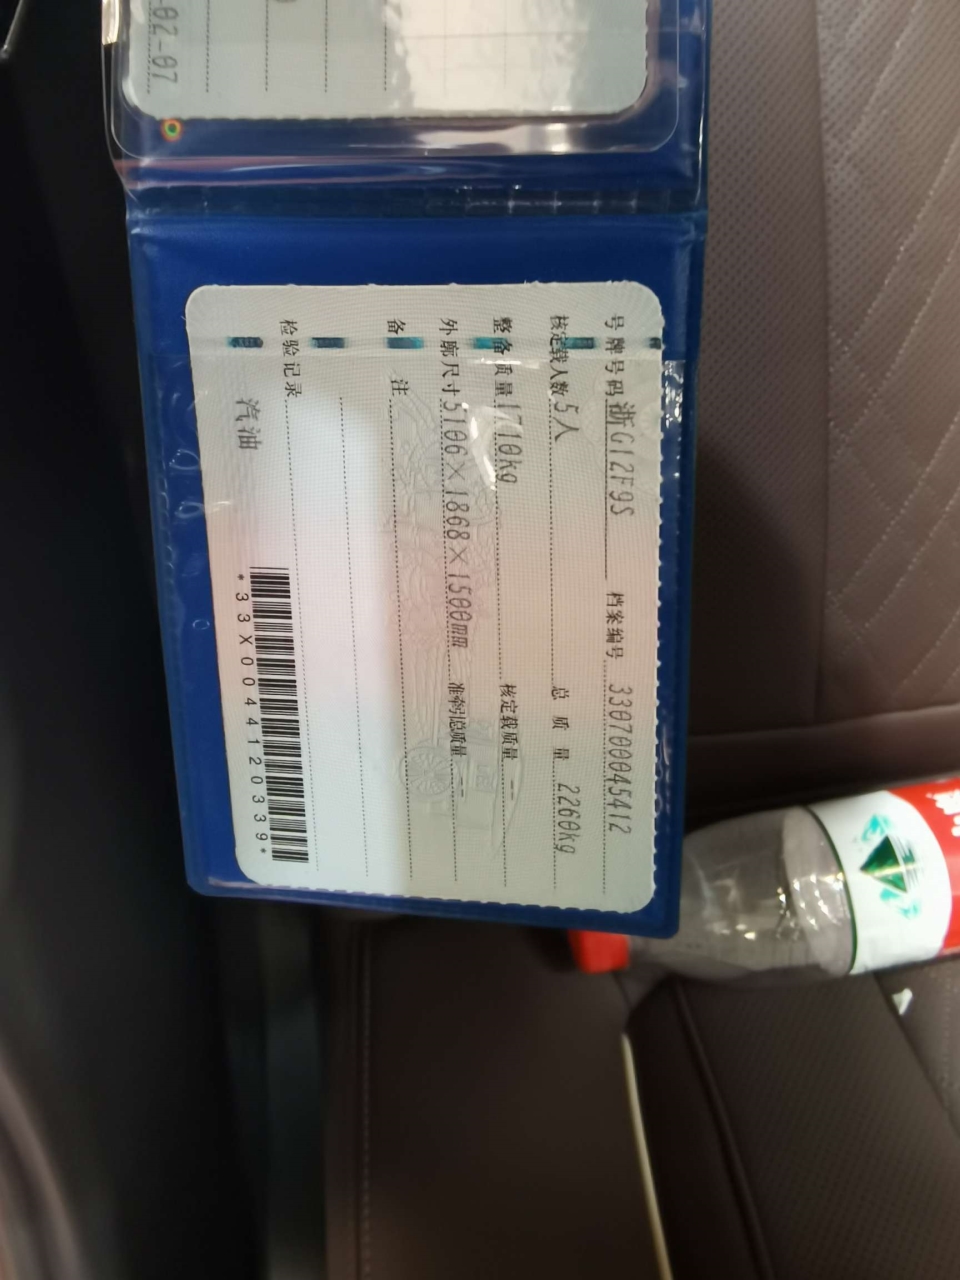 -02-07
号牌号码 浙G12F9S 档案编号 330700045412
核定载人数 5人 总质量 2260kg
整备质量 1710kg 核定载质量 --
外廓尺寸 5106×1868×1500mm 准牵引总质量 --
备注
检验记录
汽油
*33X0044120339*